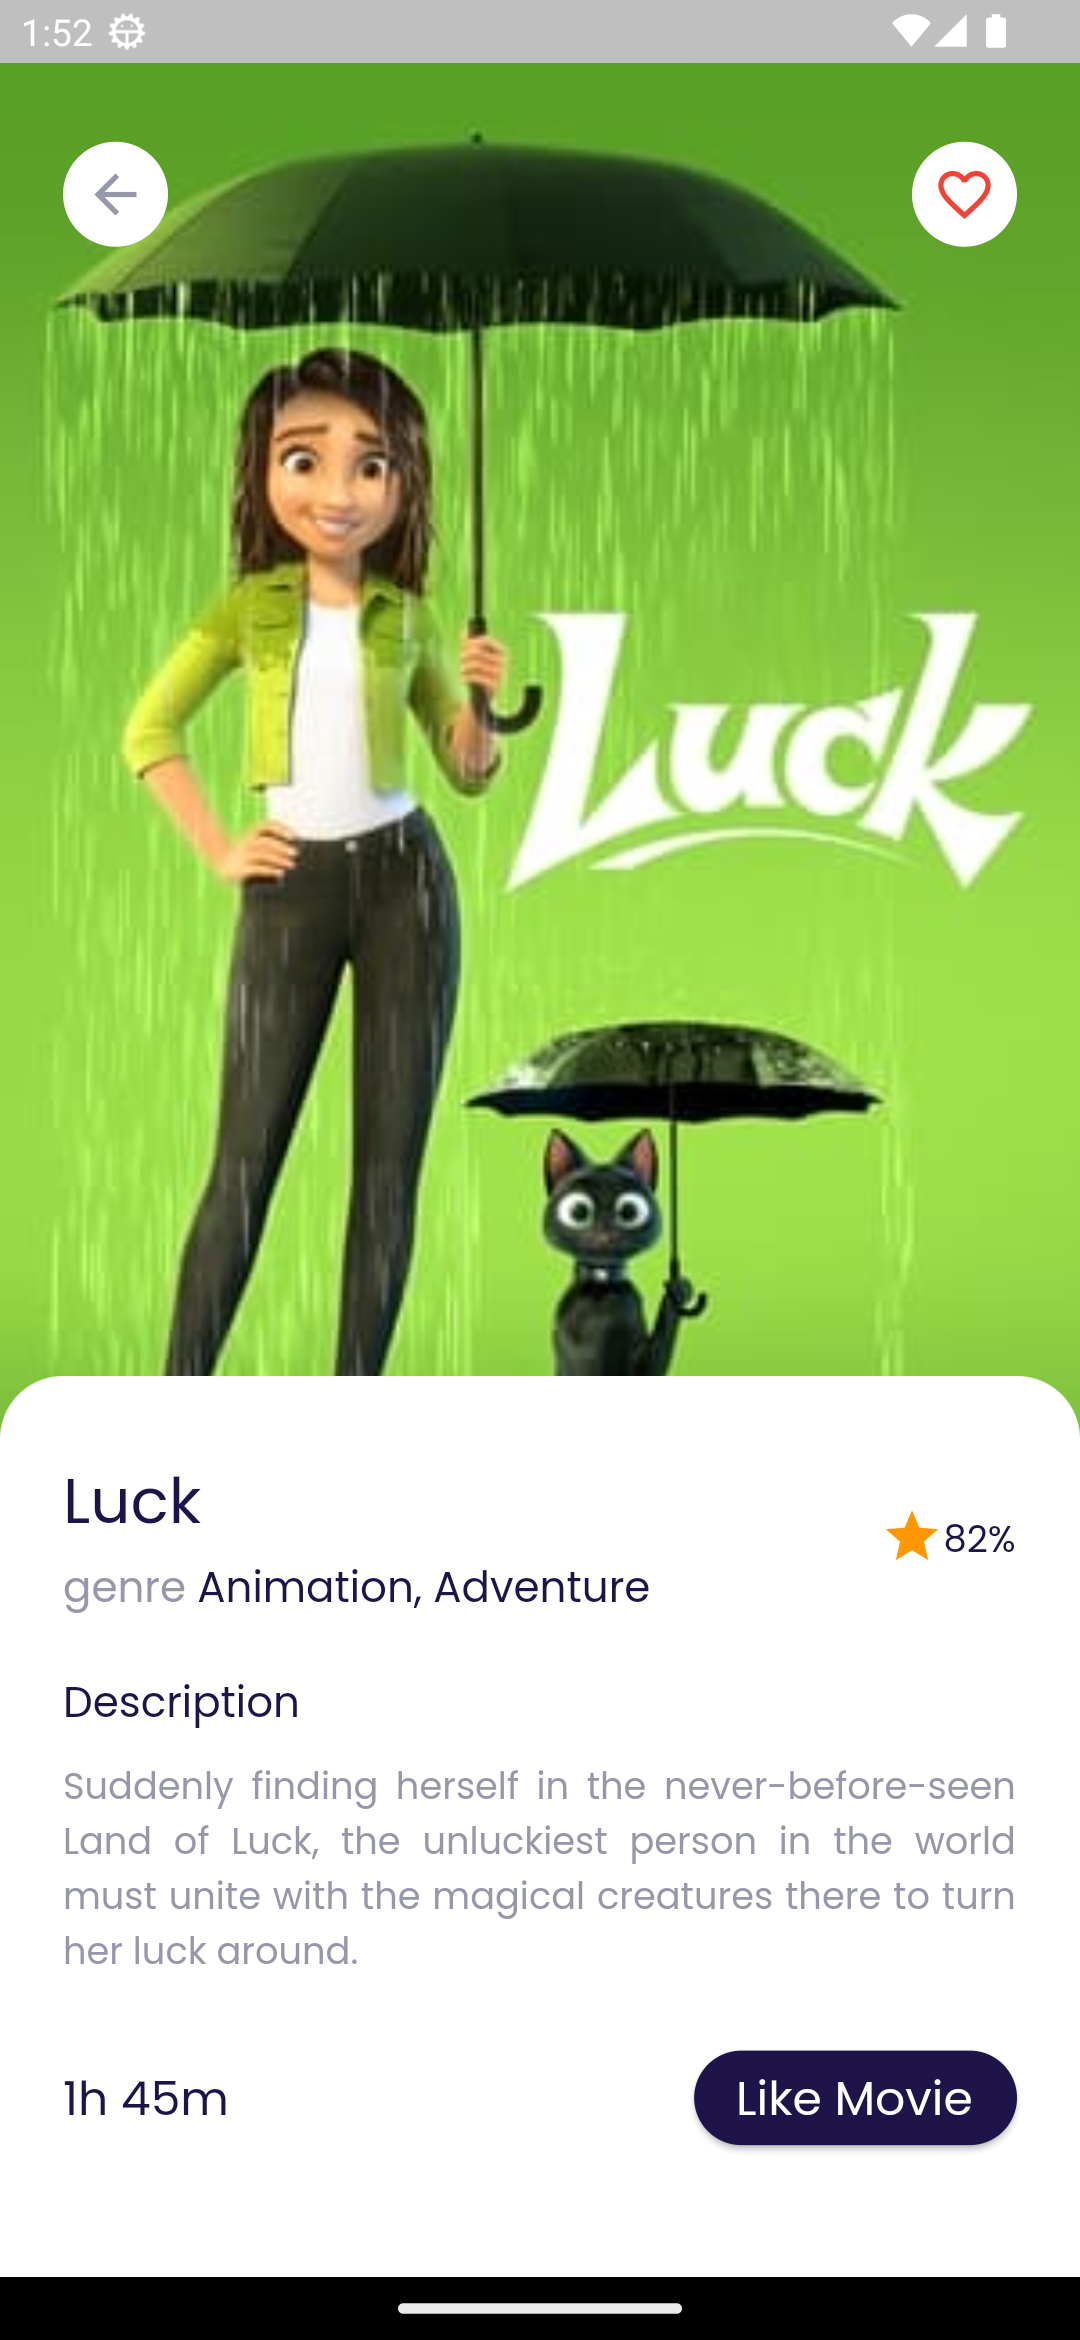 1:52
Luck
Luck
82%
genre Animation, Adventure
Description
Suddenly finding herself in the never-before-seen
Land of Luck, the unluckiest person in the world
must unite with the magical creatures there to turn
her luck around.
1h 45m
Like Movie